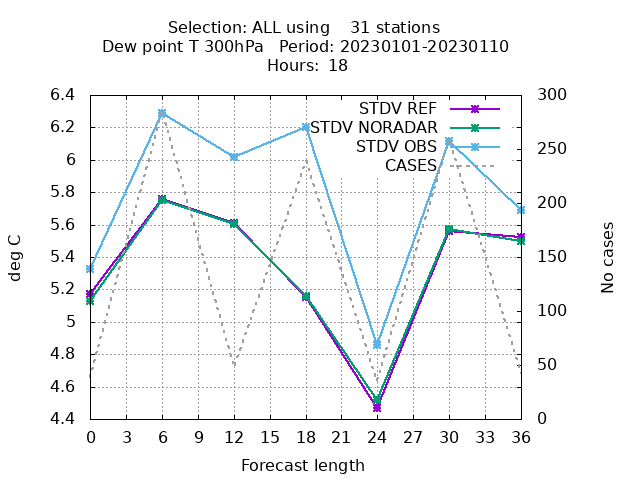 Selection: ALL using    31 stations
Dew point T 300hPa   Period: 20230101-20230110
Hours:  18
6.4
6.2
6
5.8
5.6
5.4
5.2
5
4.8
4.6
4.4
deg C
STDV REF
STDV NORADAR
STDV OBS
CASES
300
250
200
150
100
50
0
No cases
0 3 6 9 12 15 18 21 24 27 30 33 36
Forecast length